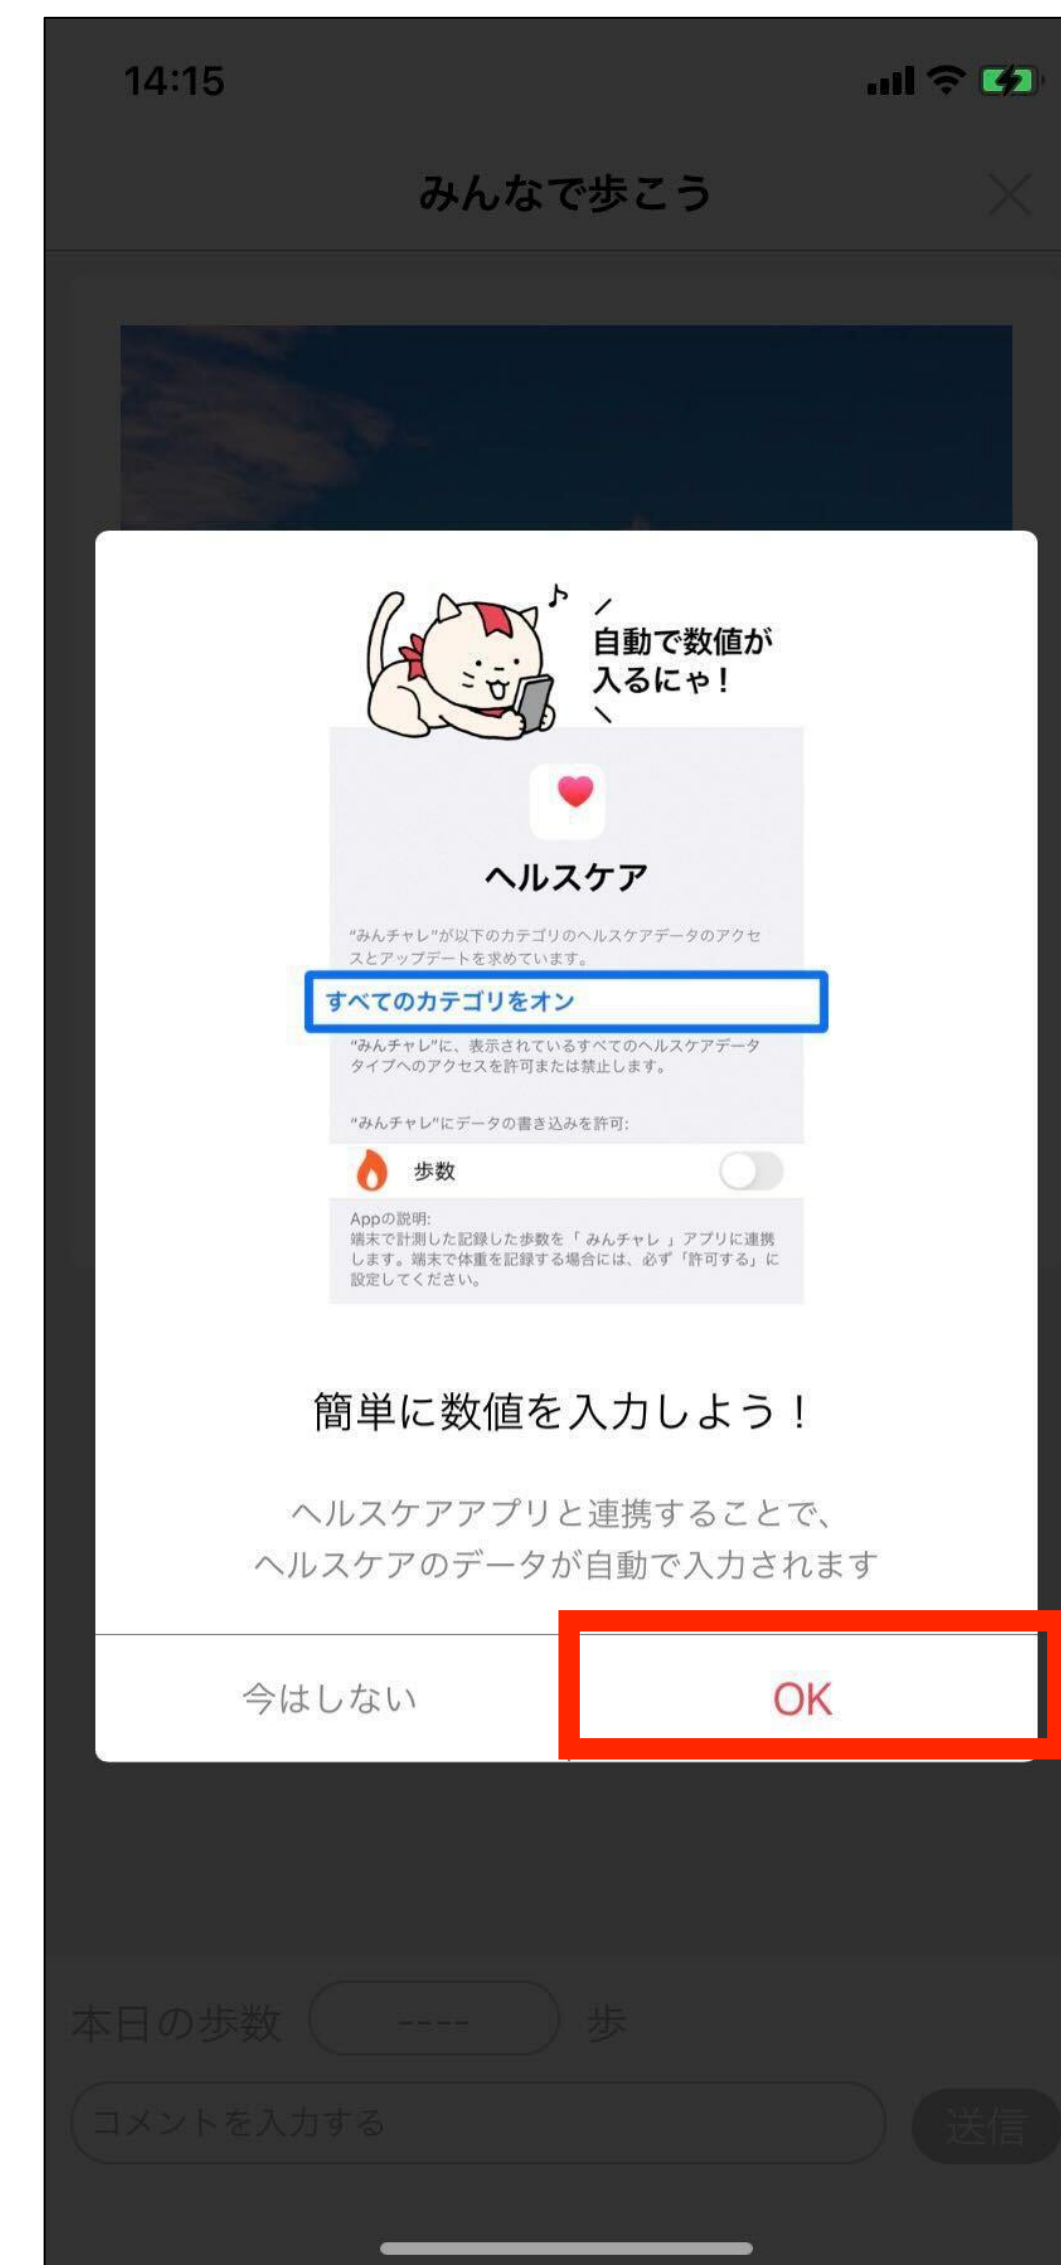 14:15
みんなで歩こう
自動で数値が
入るにゃ！
ヘルスケア
“みんチャレ”が以下のカテゴリのヘルスケアデータのアクセ
スとアップデートを求めています。
すべてのカテゴリをオン
“みんチャレ”に、表示されているすべてのヘルスケアデータ
タイプへのアクセスを許可または禁止します。
“みんチャレ”にデータの書き込みを許可:
歩数
Appの説明:
端末で計測した記録した歩数を「 みんチャレ 」アプリに連携
します。端末で体重を記録する場合には、必ず「許可する」に
設定してください。
簡単に数値を入力しよう！
ヘルスケアアプリと連携することで、
ヘルスケアのデータが自動で入力されます
今はしない
OK
本日の歩数 ---- 歩
コメントを入力する
送信